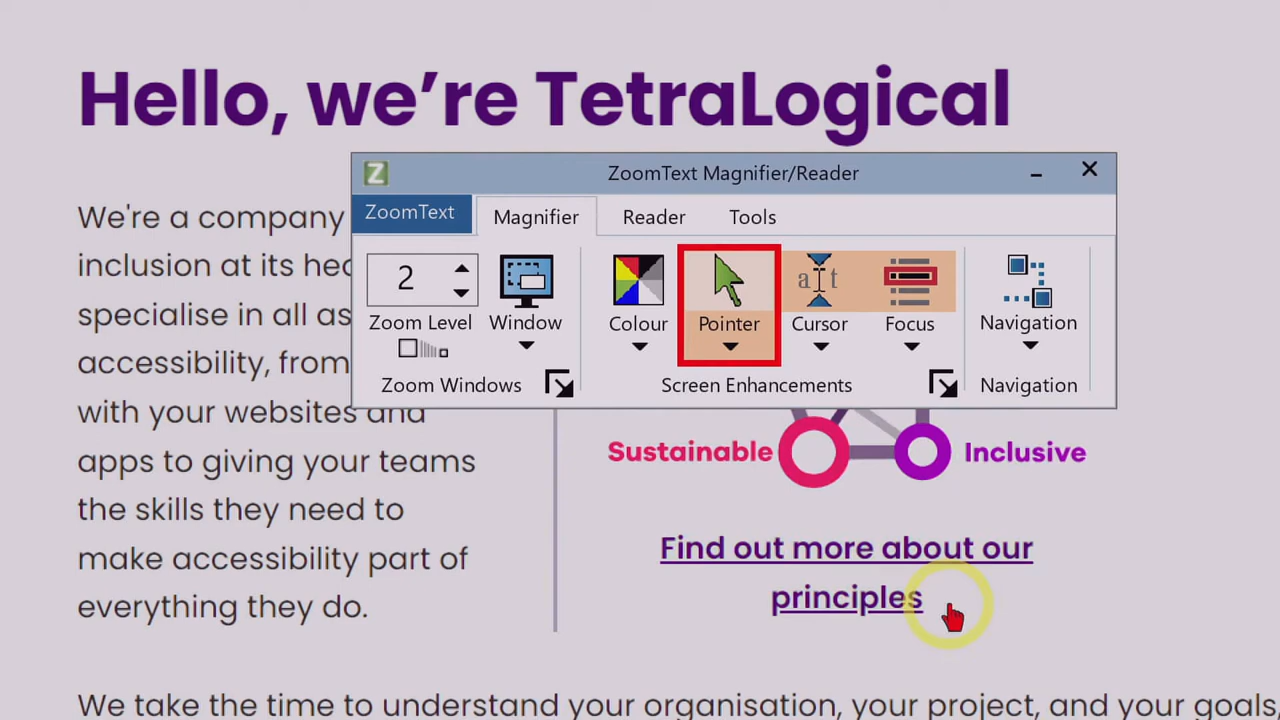 Hello, we’re TetraLogical
ZoomText Magnifier/Reader
ZoomText Magnifier Reader Tools
2
Zoom Level Window Colour Pointer Cursor Focus Navigation
Zoom Windows Screen Enhancements Navigation
We're a company
inclusion at its
specialise in all
accessibility, from
with your websites and
apps to giving your teams
the skills they need to
make accessibility part of
everything they do.
Sustainable Inclusive
Find out more about our
principles
We take the time to understand your organisation, your project, and your goals,